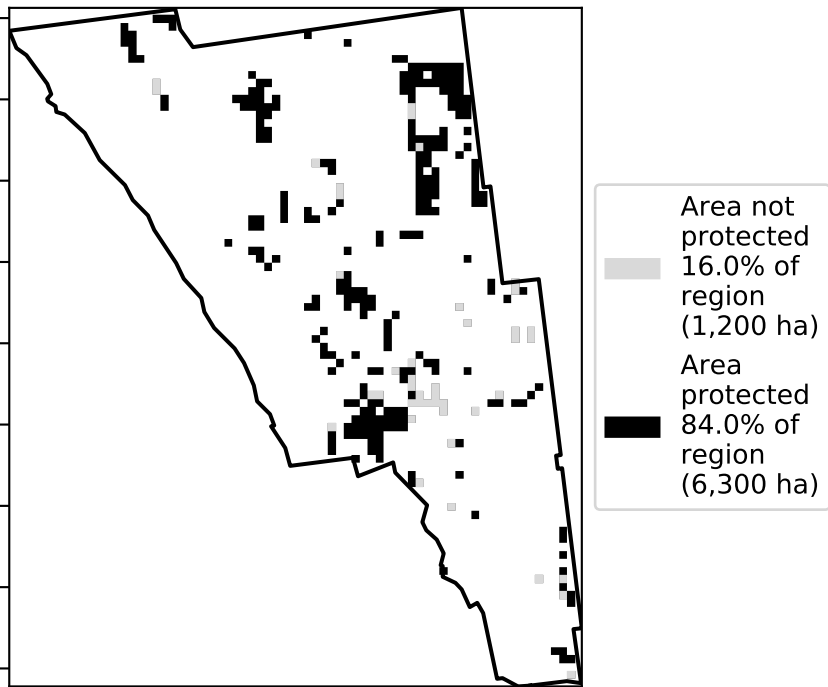 Area not
protected
16.0% of
region
(1,200 ha)
Area
protected
84.0% of
region
(6,300 ha)